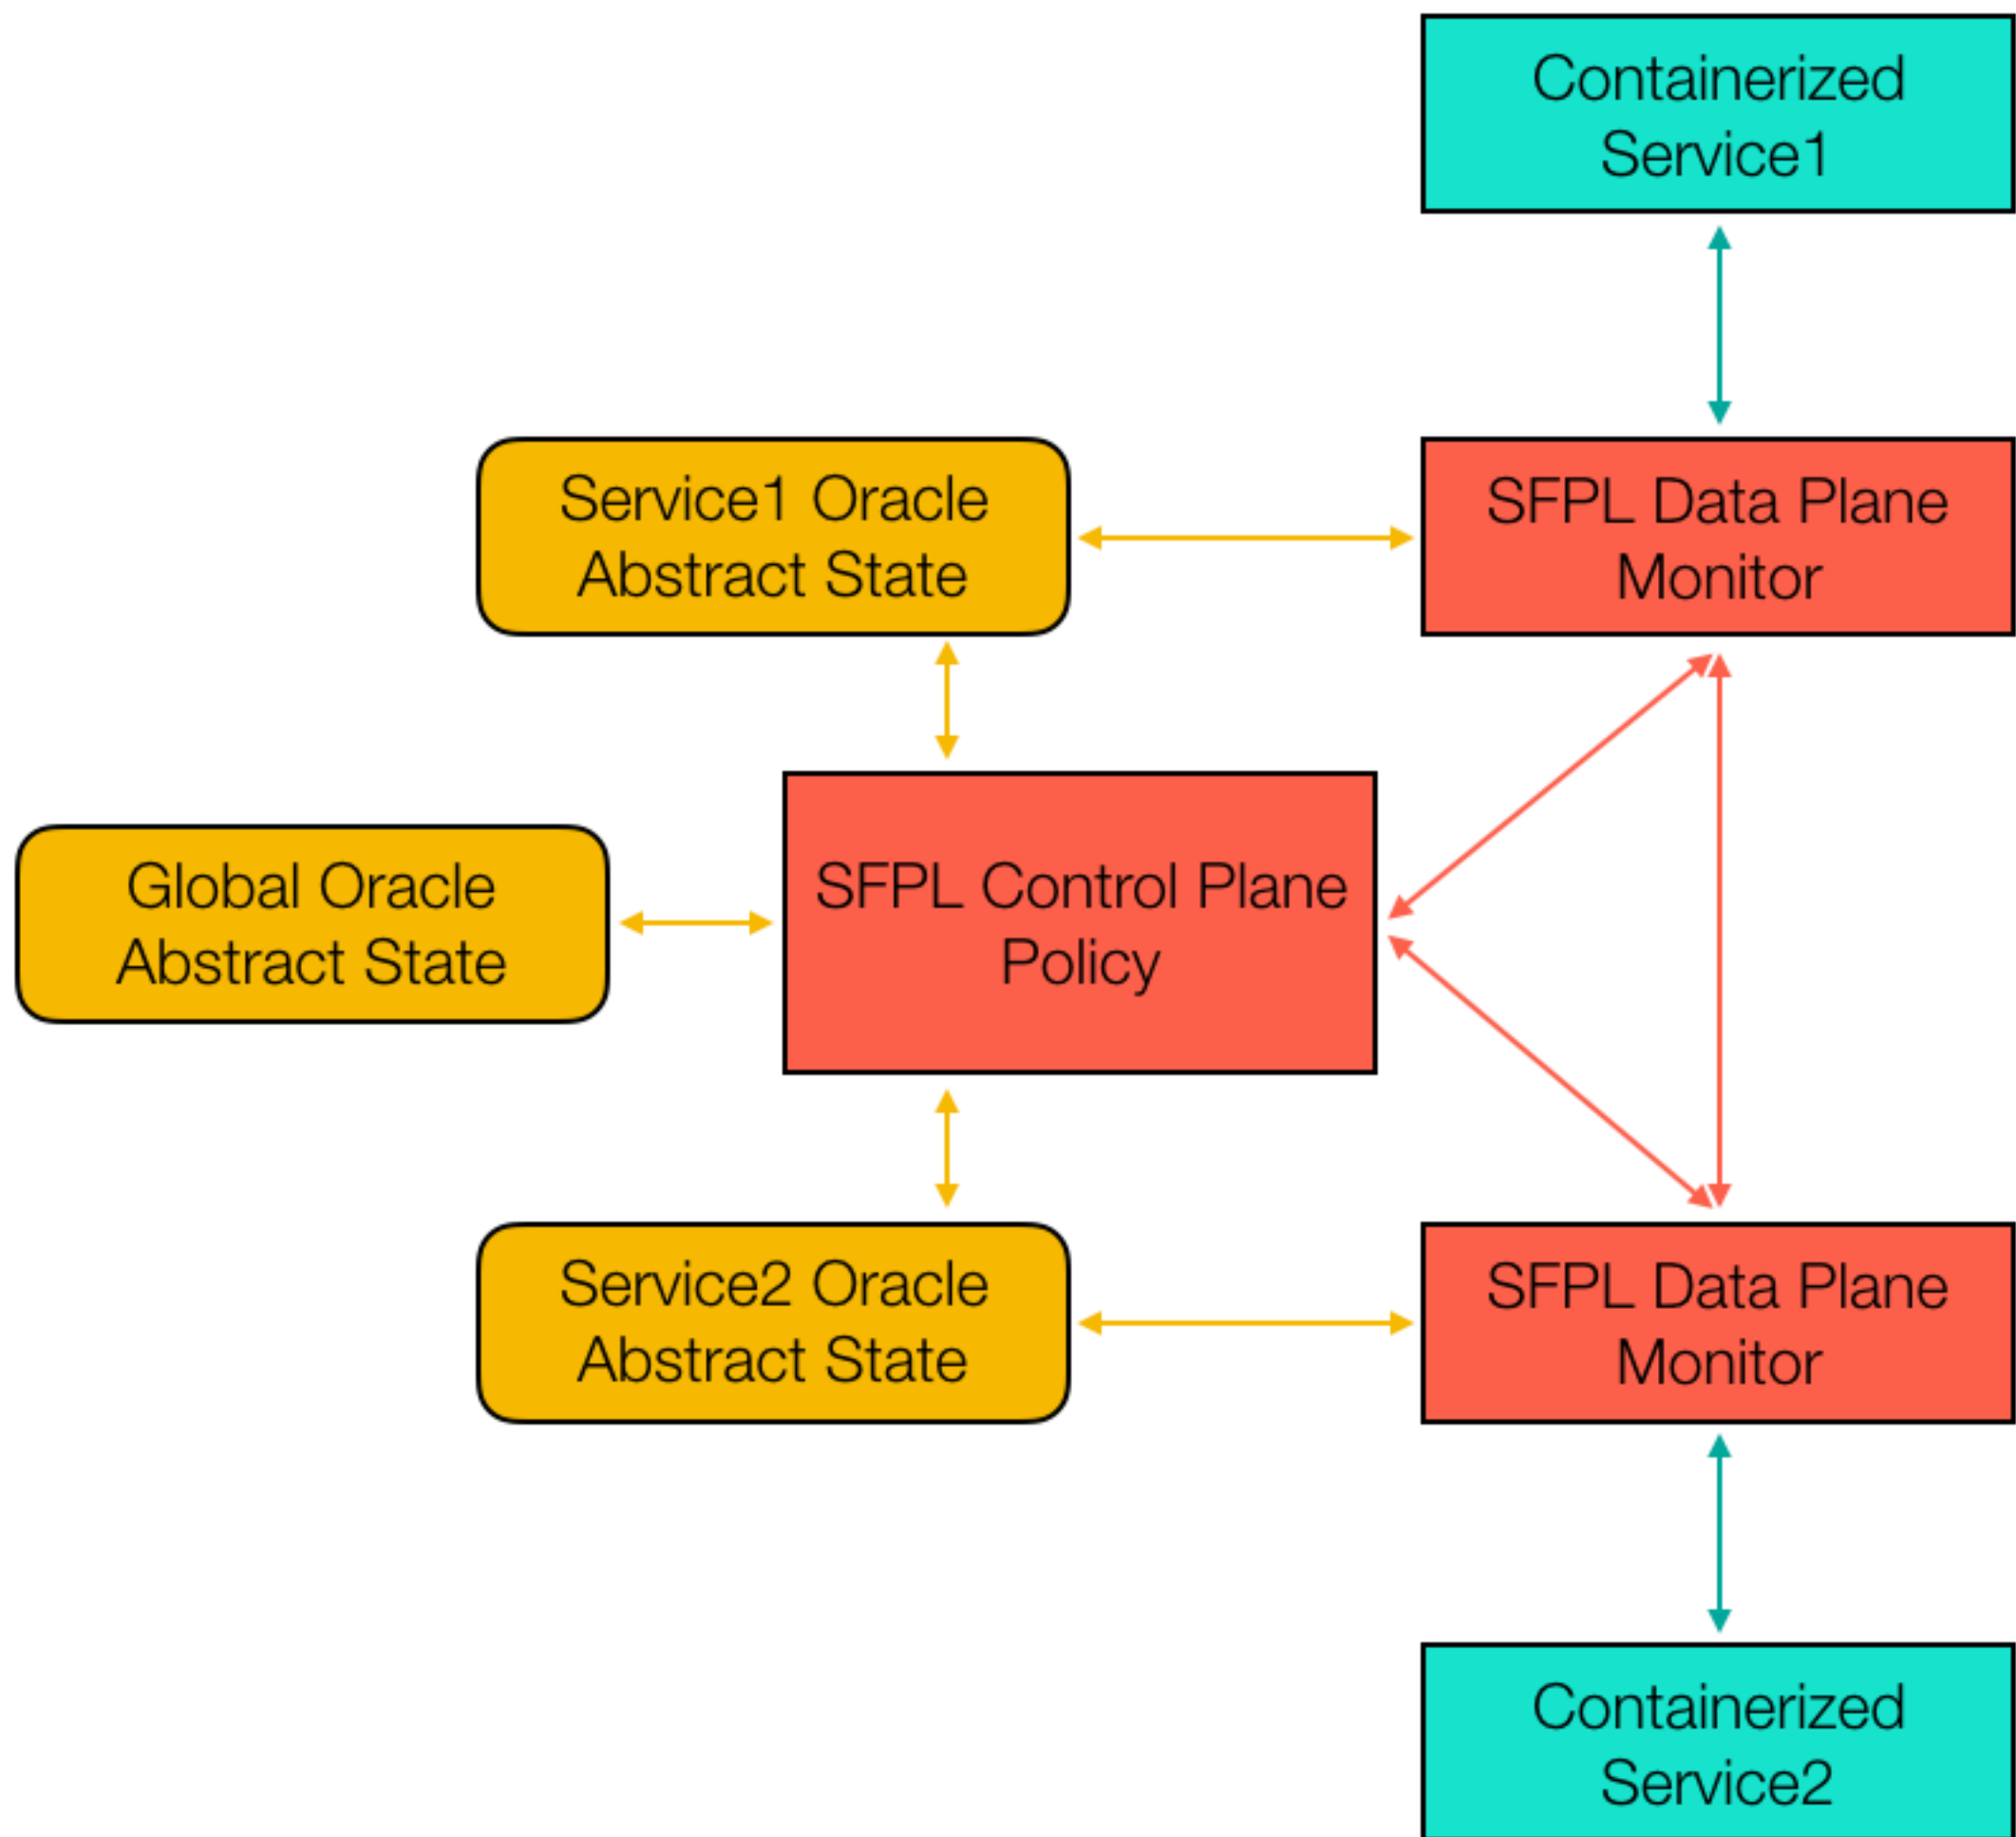 Containerized
Service1
Service1 Oracle
Abstract State
SFPL Data Plane
Monitor
Global Oracle
Abstract State
SFPL Control Plane
Policy
Service2 Oracle
Abstract State
SFPL Data Plane
Monitor
Containerized
Service2